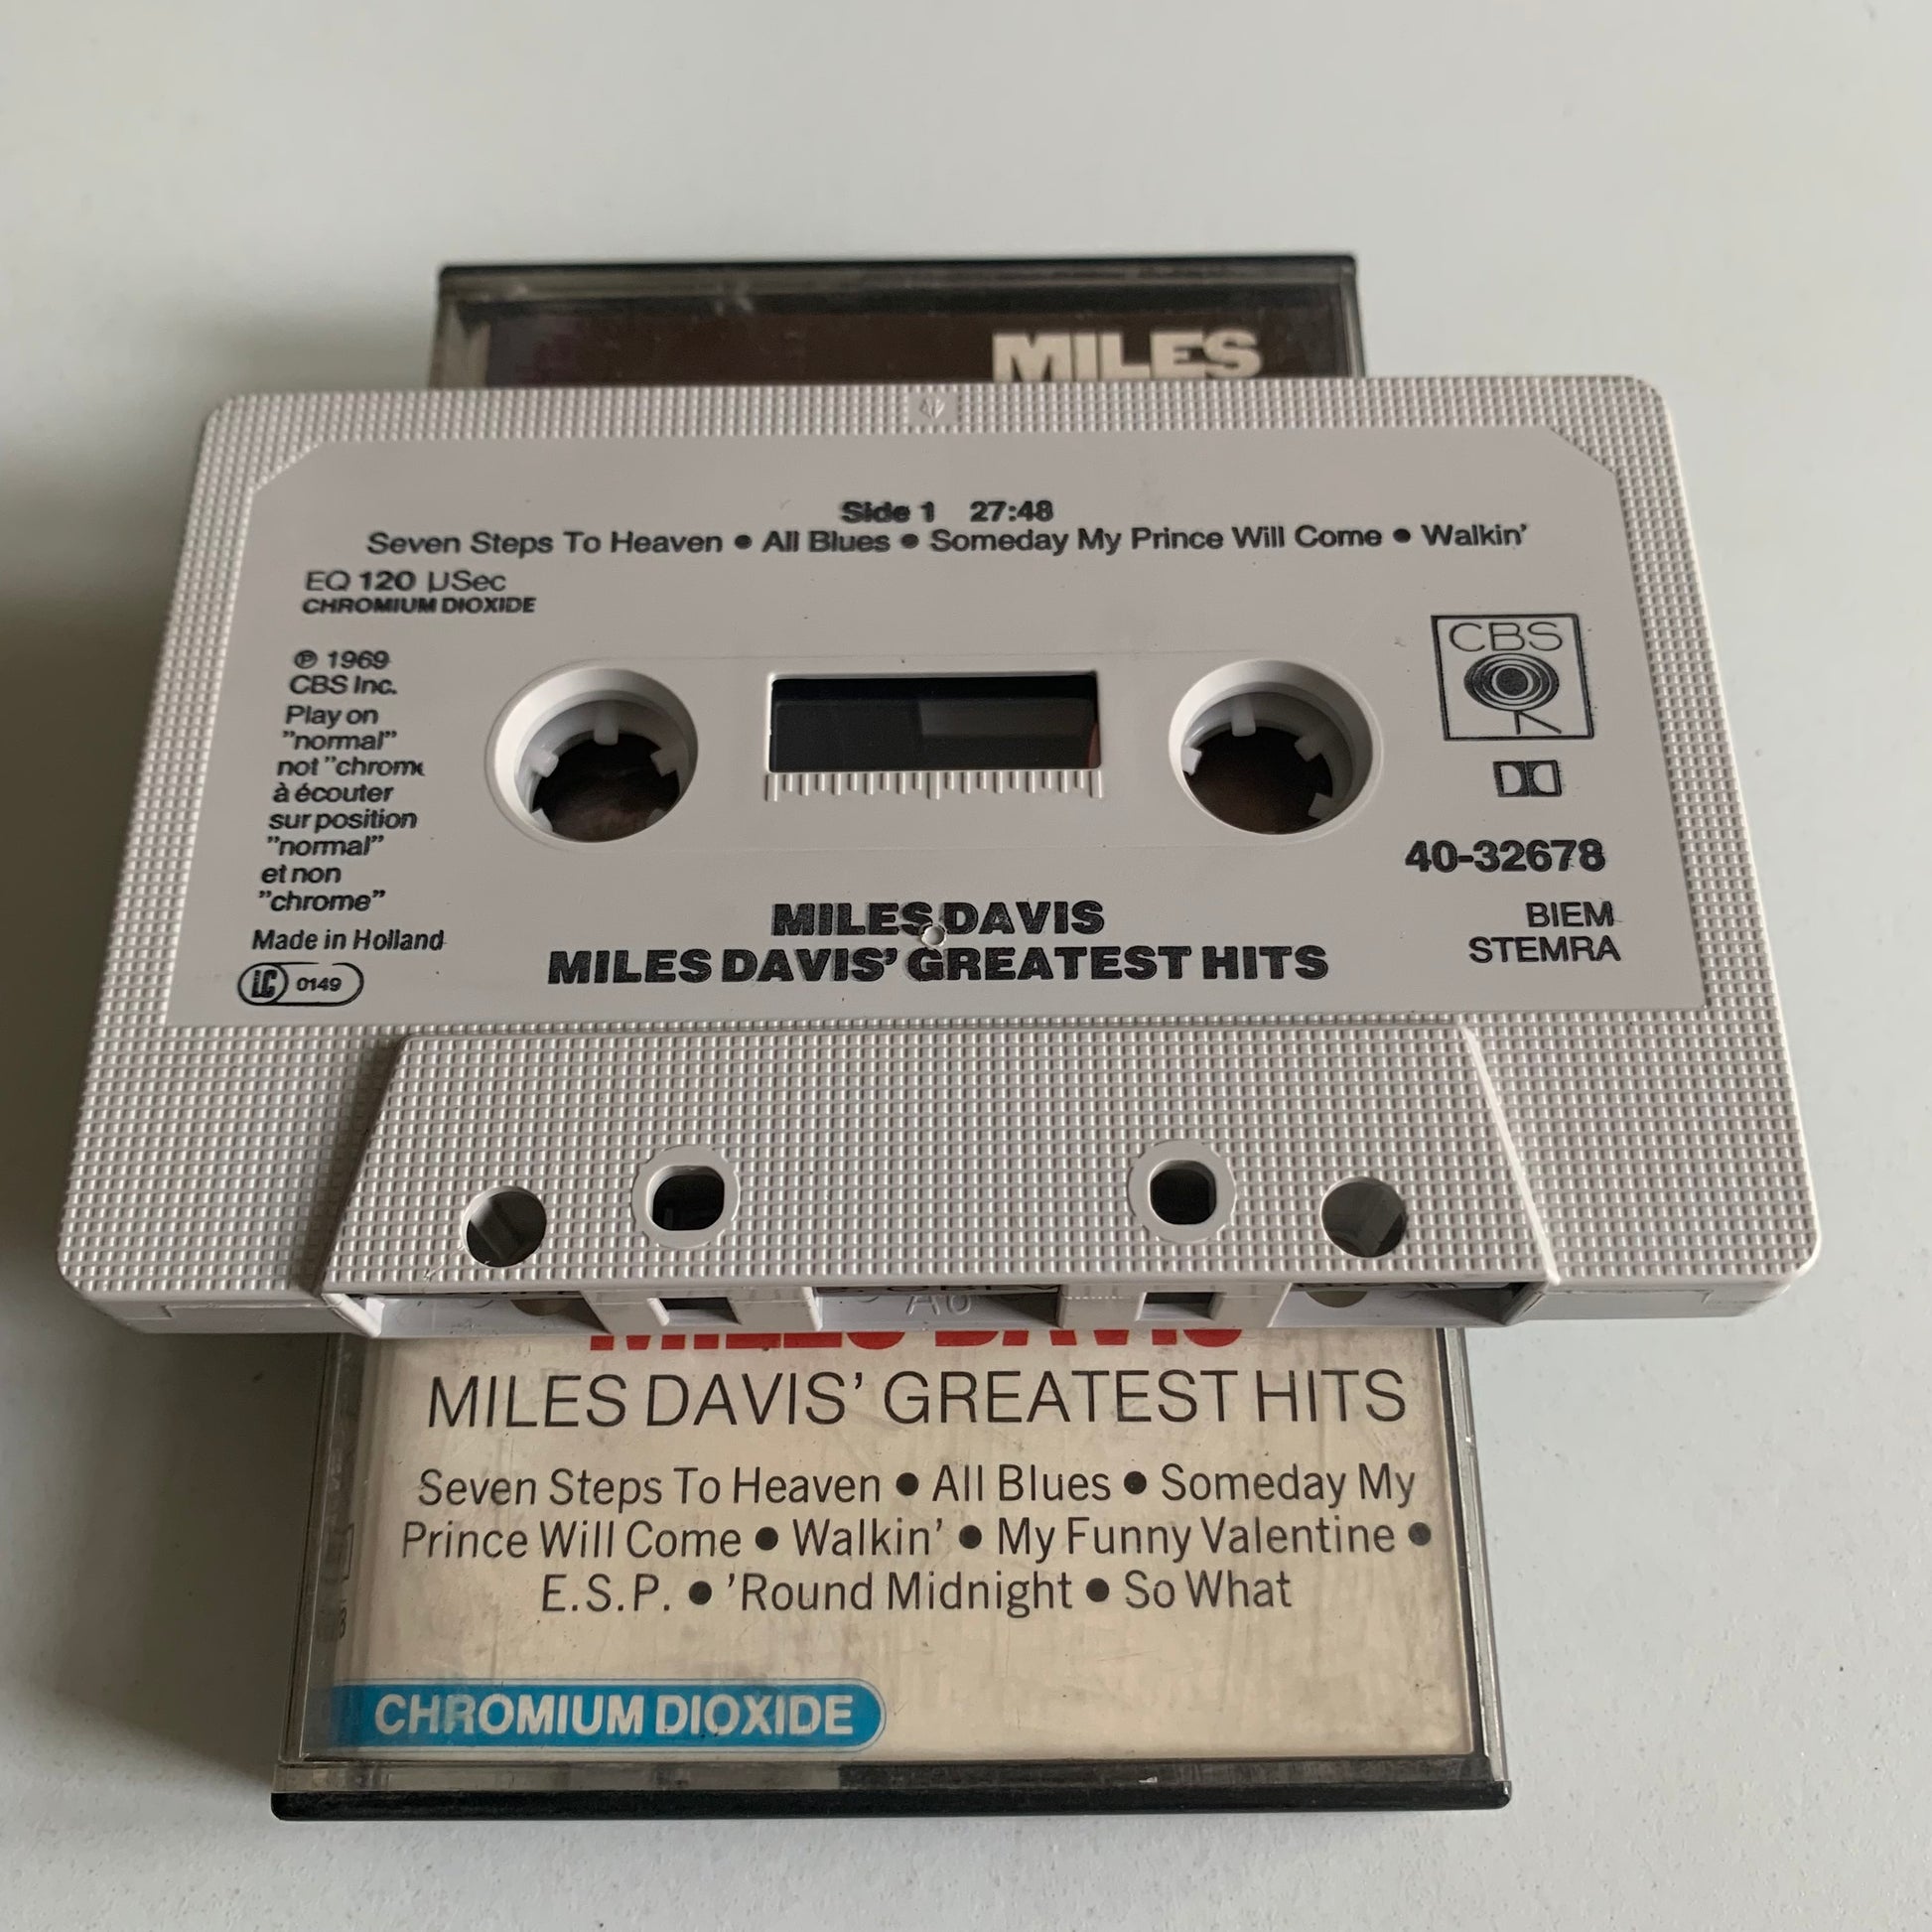 MILES
Side 1 27:48
Seven Steps To Heaven • All Blues • Someday My Prince Will Come • Walkin'
EQ 120 µSec
CHROMIUM DIOXIDE
℗ 1969
CBS Inc.
Play on
"normal"
not "chrome
à écouter
sur position
"normal"
et non
"chrome"
Made in Holland
LC 0149
CBS
40-32678
BIEM
STEMRA
MILES DAVIS
MILES DAVIS' GREATEST HITS
MILES DAVIS
MILES DAVIS' GREATEST HITS
Seven Steps To Heaven • All Blues • Someday My
Prince Will Come • Walkin' • My Funny Valentine •
E.S.P. • 'Round Midnight • So What
CHROMIUM DIOXIDE